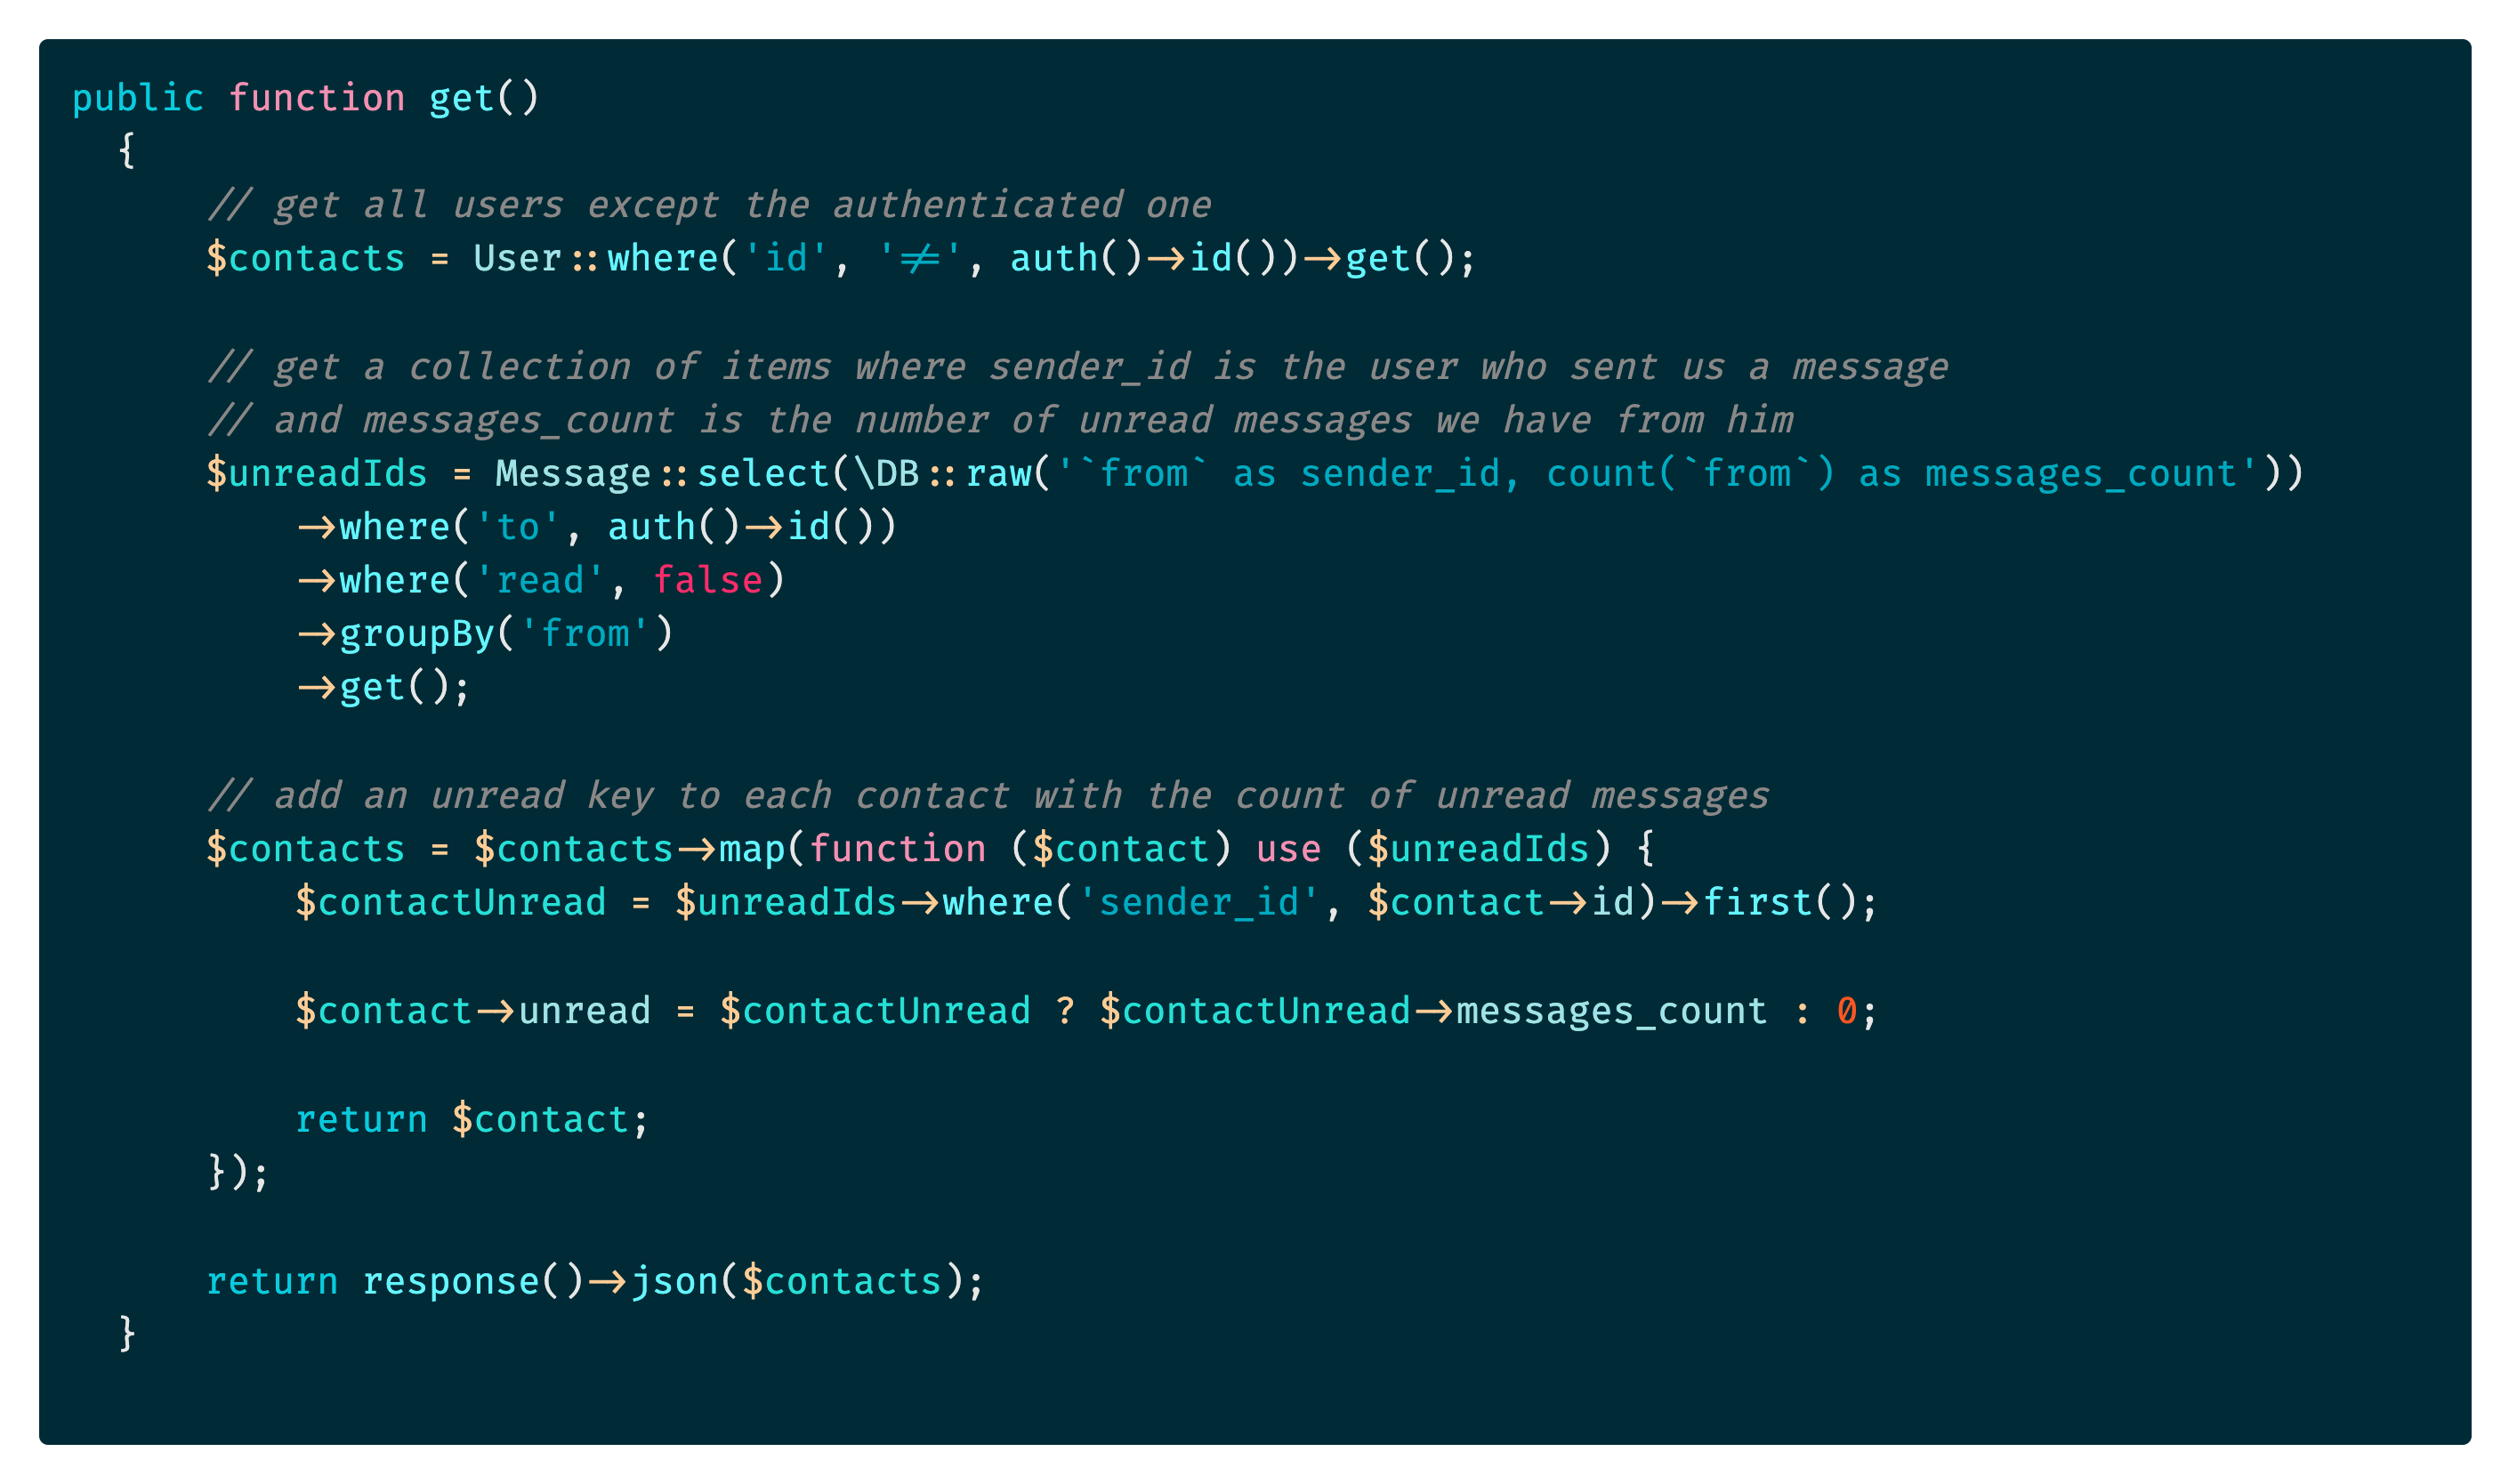 public function get()
{
// get all users except the authenticated one
$contacts = User::where('id', '!=', auth()->id())->get();
// get a collection of items where sender_id is the user who sent us a message
// and messages_count is the number of unread messages we have from him
$unreadIds = Message::select(\DB::raw('`from` as sender_id, count(`from`) as messages_count'))
->where('to', auth()->id())
->where('read', false)
->groupBy('from')
->get();
// add an unread key to each contact with the count of unread messages
$contacts = $contacts->map(function ($contact) use ($unreadIds) {
$contactUnread = $unreadIds->where('sender_id', $contact->id)->first();
$contact->unread = $contactUnread ? $contactUnread->messages_count : 0;
return $contact;
});
return response()->json($contacts);
}